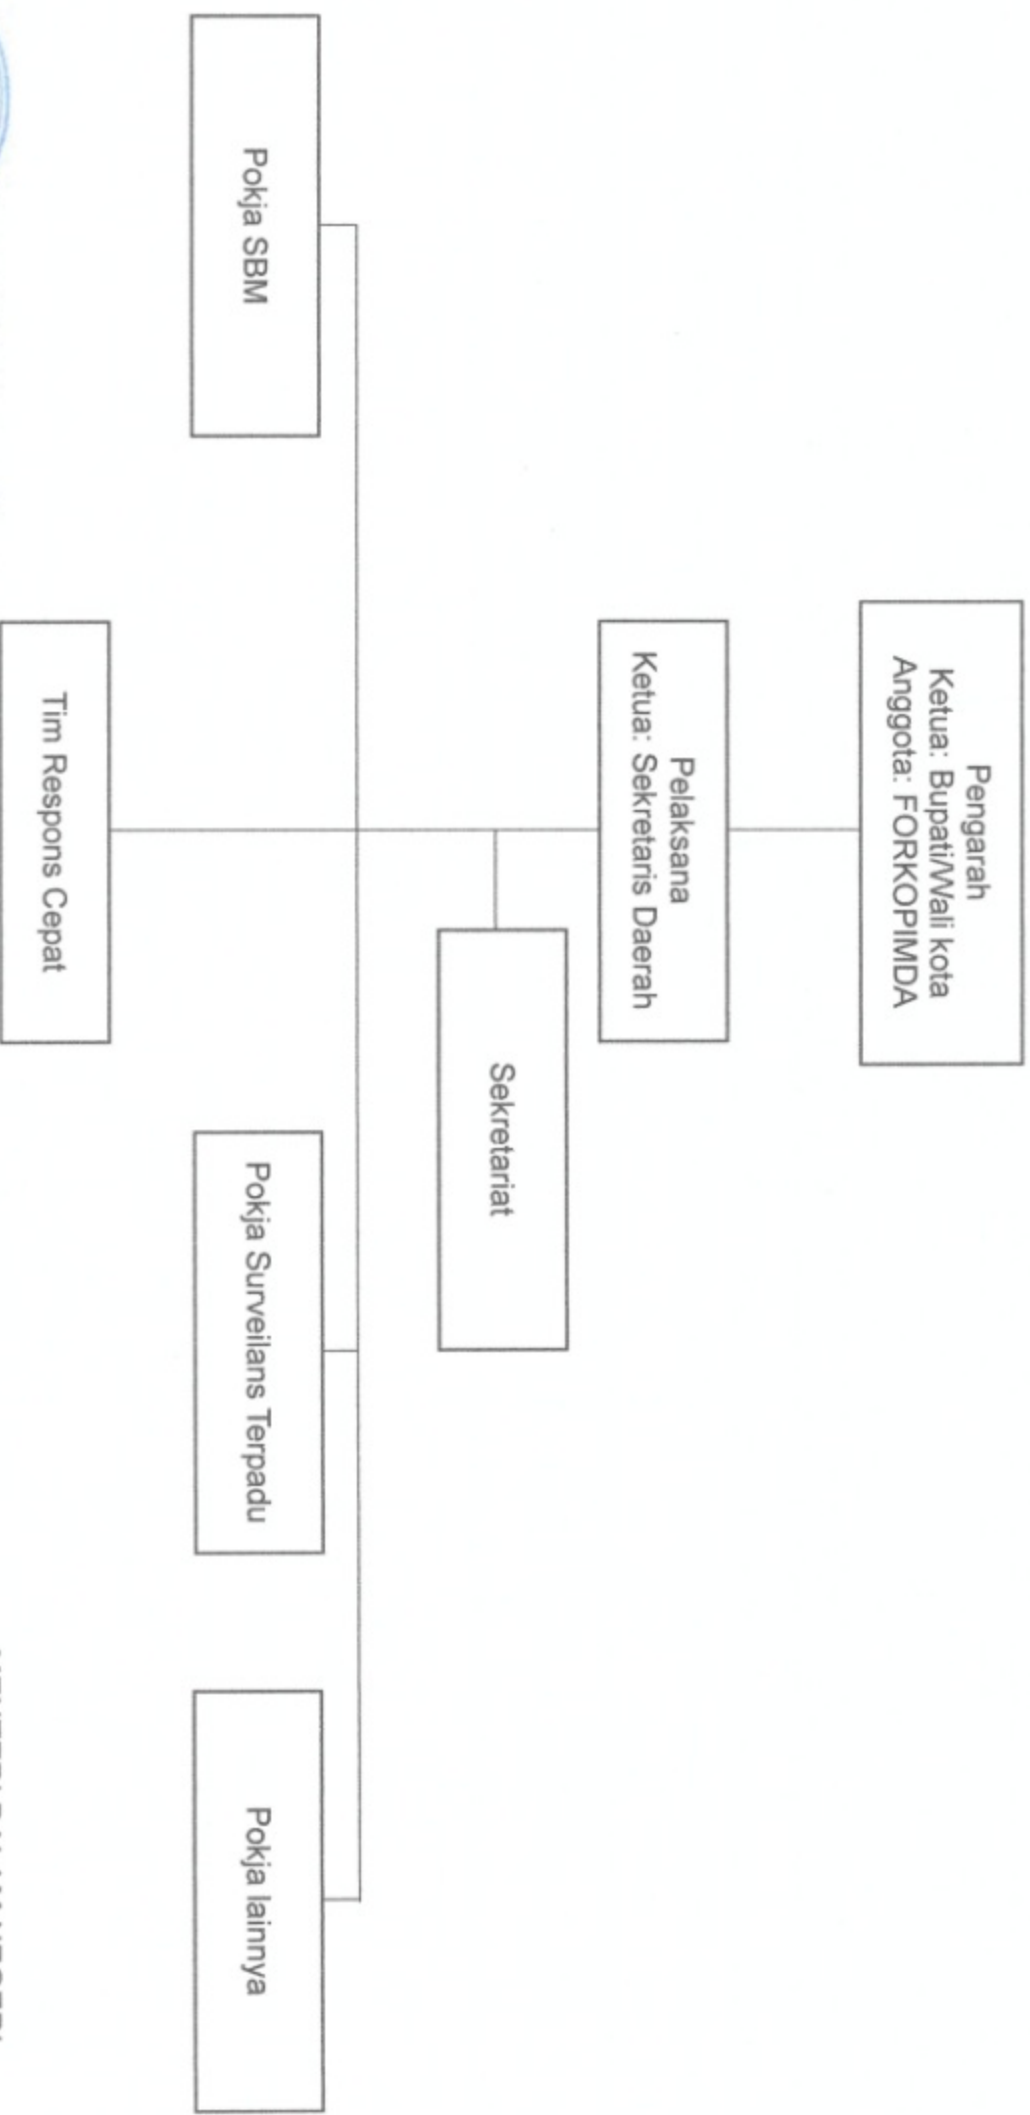 Pengarah
Ketua: Bupati/Wali kota
Anggota: FORKOPIMDA
Pelaksana
Ketua: Sekretaris Daerah
Sekretariat
Pokja SBM
Pokja Surveilans Terpadu
Pokja lainnya
Tim Respons Cepat